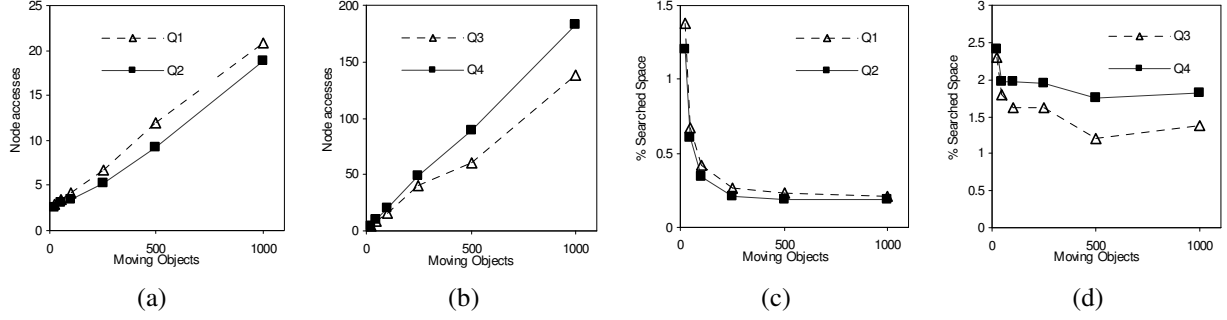 25
20
15
10
5
0
Node accesses
Q1
Q2
0 500 1000
Moving Objects
(a)
200
150
100
50
0
Node accesses
Q3
Q4
0 500 1000
Moving Objects
(b)
1.5
1
0.5
0
% Searched Space
Q1
Q2
0 500 1000
Moving Objects
(c)
3
2.5
2
1.5
1
0.5
0
% Searched Space
Q3
Q4
0 500 1000
Moving Objects
(d)